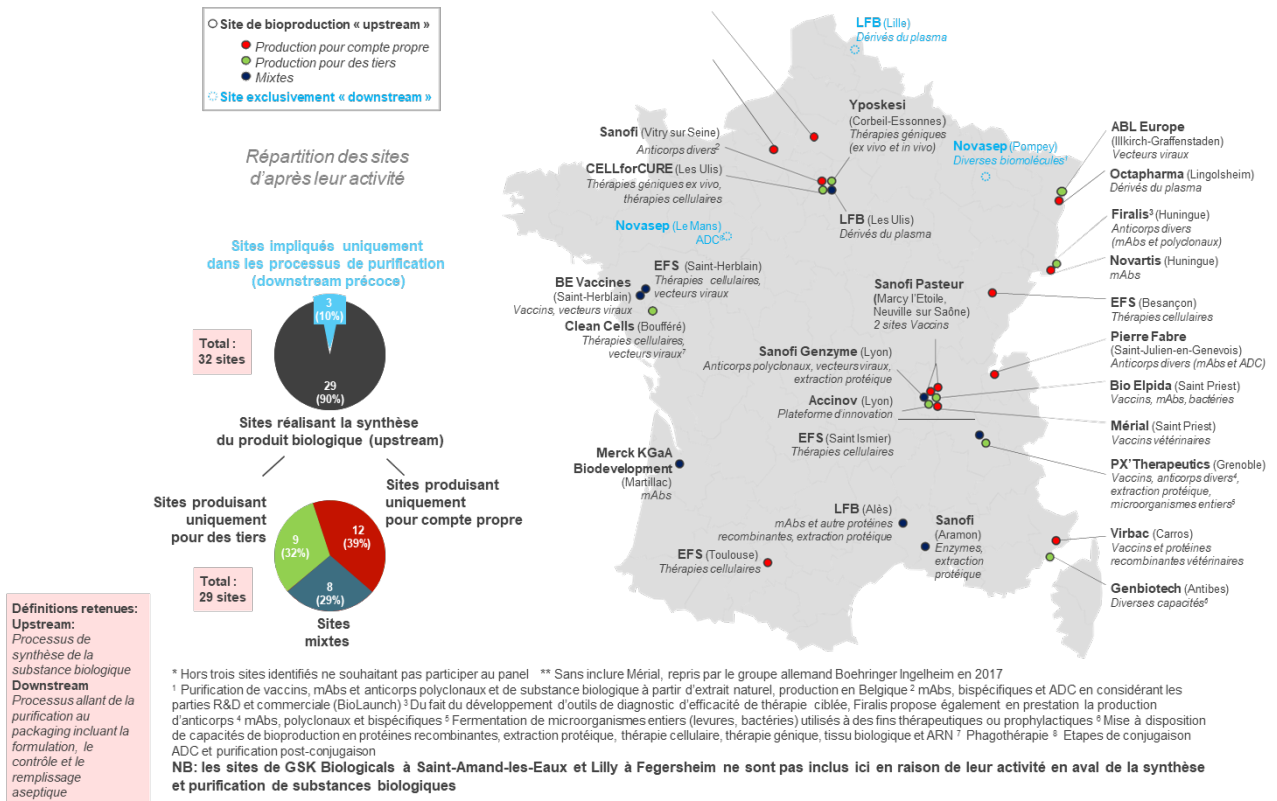 Site de bioproduction « upstream »
Production pour compte propre
Production pour des tiers
Mixtes
Site exclusivement « downstream »
Répartition des sites
d’après leur activité
Sites impliqués uniquement
dans les processus de purification
(downstream précoce)
3
(10%)
Total :
32 sites
29
(90%)
Sites réalisant la synthèse
du produit biologique (upstream)
Sites produisant
uniquement
pour des tiers
Sites produisant
uniquement
pour compte propre
9
(32%)
12
(39%)
8
(29%)
Total :
29 sites
Sites
mixtes
Définitions retenues:
Upstream:
Processus de
synthèse de la
substance biologique
Downstream
Processus allant de la
purification au
packaging incluant la
formulation, le
contrôle et le
remplissage
aseptique
LFB (Lille)
Dérivés du plasma
Sanofi (Vitry sur Seine)
Anticorps divers²
CELLforCURE (Les Ulis)
Thérapies géniques ex vivo,
thérapies cellulaires
Yposkesi
(Corbeil-Essonnes)
Thérapies géniques
(ex vivo et in vivo)
LFB (Les Ulis)
Dérivés du plasma
Novasep (Pompey)
Diverses biomolécules¹
Novasep (Le Mans)
ADC⁸
EFS (Saint-Herblain)
Thérapies cellulaires,
vecteurs viraux
BE Vaccines
(Saint-Herblain)
Vaccins, vecteurs viraux
Clean Cells (Boufféré)
Thérapies cellulaires,
vecteurs viraux⁷
Sanofi Pasteur
(Marcy l’Etoile,
Neuville sur Saône)
2 sites Vaccins
Sanofi Genzyme (Lyon)
Anticorps polyclonaux, vecteurs viraux,
extraction protéique
Accinov (Lyon)
Plateforme d’innovation
EFS (Saint Ismier)
Thérapies cellulaires
Merck KGaA
Biodevelopment
(Martillac)
mAbs
LFB (Alès)
mAbs et autre protéines
recombinantes, extraction protéique
Sanofi
(Aramon)
Enzymes,
extraction
protéique
EFS (Toulouse)
Thérapies cellulaires
ABL Europe
(Illkirch-Graffenstaden)
Vecteurs viraux
Octapharma (Lingolsheim)
Dérivés du plasma
Firalis³ (Huningue)
Anticorps divers
(mAbs et polyclonaux)
Novartis (Huningue)
mAbs
EFS (Besançon)
Thérapies cellulaires
Pierre Fabre
(Saint-Julien-en-Genevois)
Anticorps divers (mAbs et ADC)
Bio Elpida (Saint Priest)
Vaccins, mAbs, bactéries
Mérial (Saint Priest)
Vaccins vétérinaires
PX’Therapeutics (Grenoble)
Vaccins, anticorps divers⁴,
extraction protéique,
microorganismes entiers⁵
Virbac (Carros)
Vaccins et protéines
recombinantes vétérinaires
Genbiotech (Antibes)
Diverses capacités⁶
* Hors trois sites identifiés ne souhaitant pas participer au panel ** Sans inclure Mérial, repris par le groupe allemand Boehringer Ingelheim en 2017
¹ Purification de vaccins, mAbs et anticorps polyclonaux et de substance biologique à partir d’extrait naturel, production en Belgique ² mAbs, bispécifiques et ADC en considérant les
parties R&D et commerciale (BioLaunch) ³ Du fait du développement d’outils de diagnostic d’efficacité de thérapie ciblée, Firalis propose également en prestation la production
d’anticorps ⁴ mAbs, polyclonaux et bispécifiques ⁵ Fermentation de microorganismes entiers (levures, bactéries) utilisés à des fins thérapeutiques ou prophylactiques ⁶ Mise à disposition
de capacités de bioproduction en protéines recombinantes, extraction protéique, thérapie cellulaire, thérapie génique, tissu biologique et ARN ⁷ Phagothérapie ⁸ Etapes de conjugaison
ADC et purification post-conjugaison
NB: les sites de GSK Biologicals à Saint-Amand-les-Eaux et Lilly à Fegersheim ne sont pas inclus ici en raison de leur activité en aval de la synthèse
et purification de substances biologiques